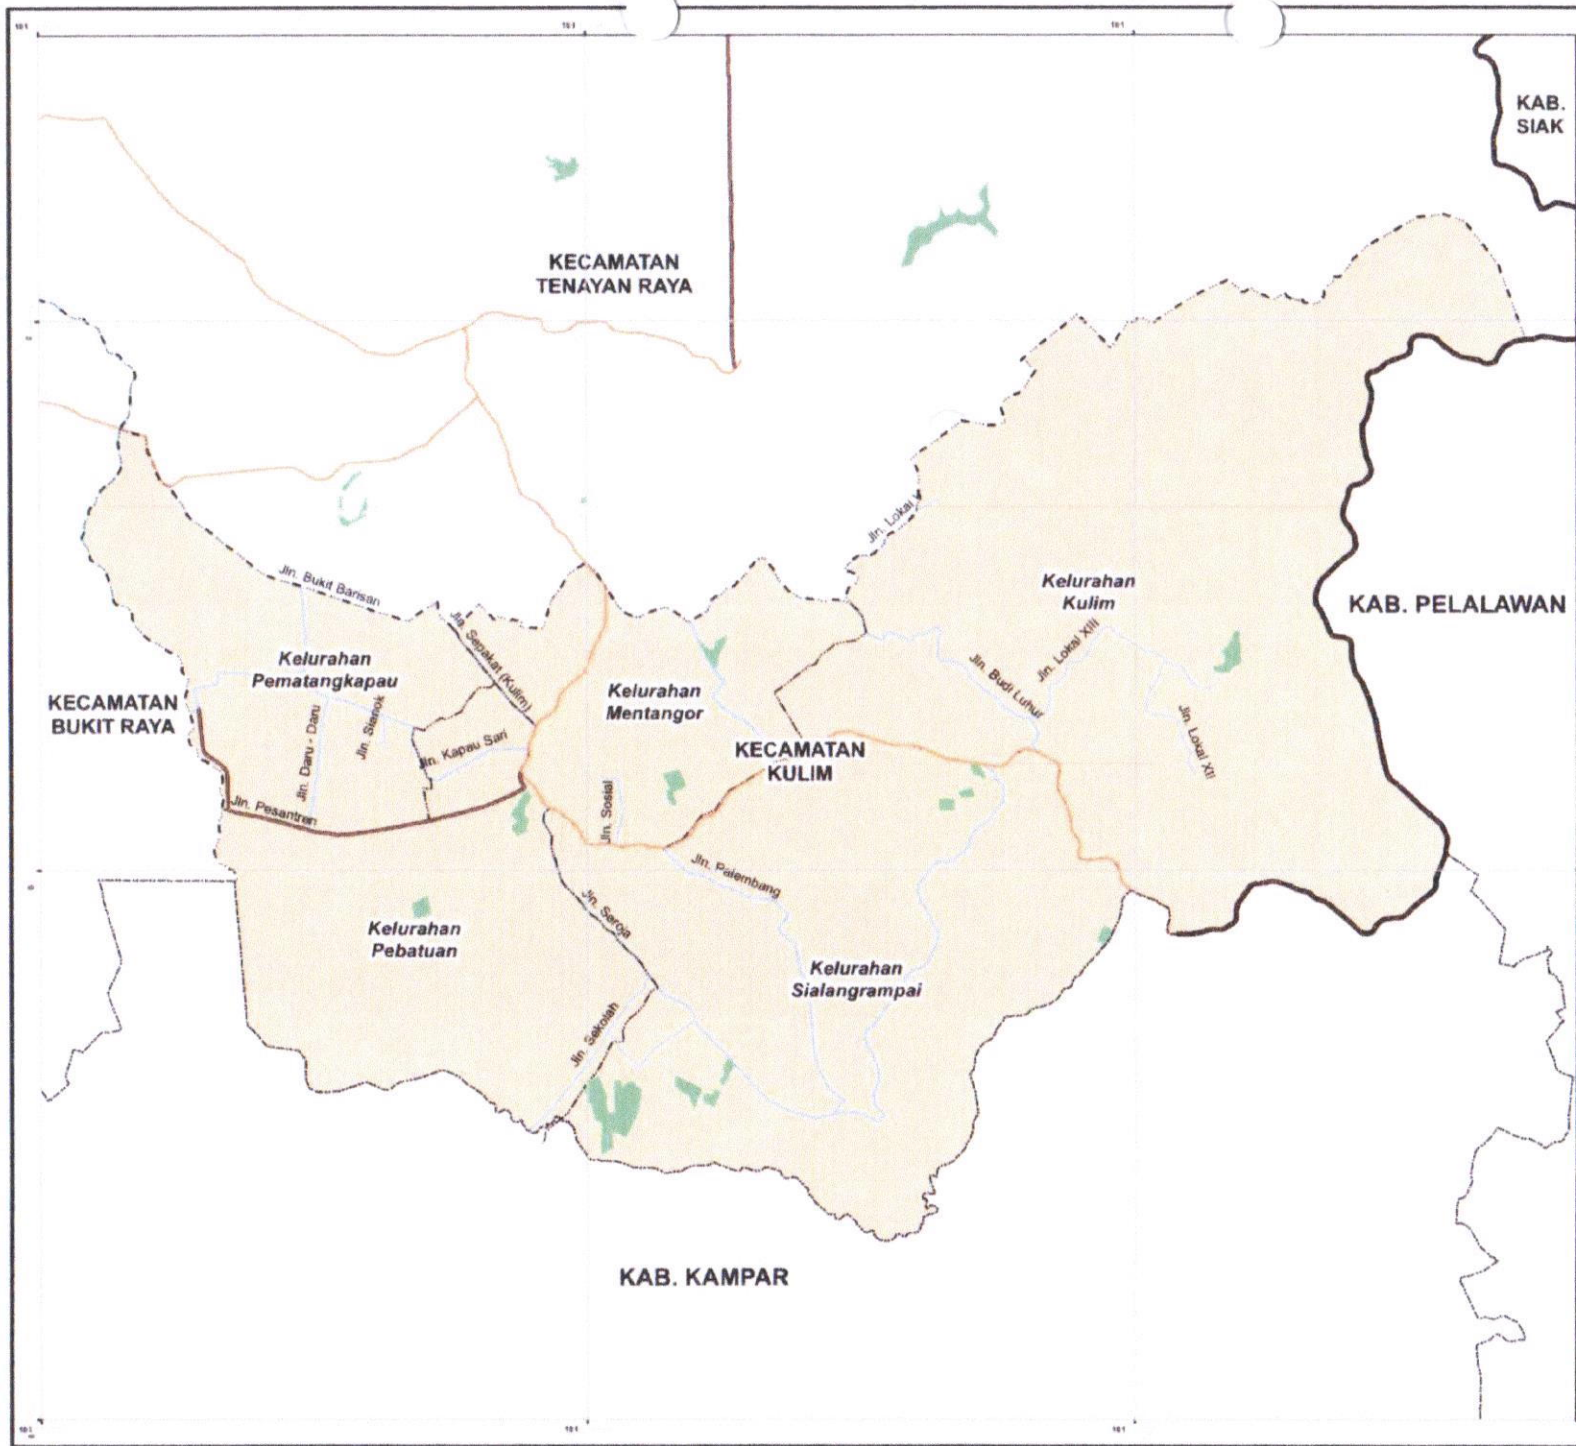 KAB.
SIAK
KECAMATAN
TENAYAN RAYA
Jln. Lokal V
Jln. Bukit Barisan
Kelurahan
Kulim
KAB. PELALAWAN
Jln. Sepakat (Kulim)
Jln. Lokal XIII
Kelurahan
Pematangkapau
Jln. Budi Luhur
KECAMATAN
BUKIT RAYA
Kelurahan
Mentangor
Jln. Sianok
Jln. Daru - Daru
Jln. Kapau Sari
Jln. Lokal XII
KECAMATAN
KULIM
Jln. Pesantren
Jln. Sosial
Jln. Palembang
Jln. Seroja
Kelurahan
Pebatuan
Kelurahan
Sialangrampai
Jln. Sekolah
KAB. KAMPAR